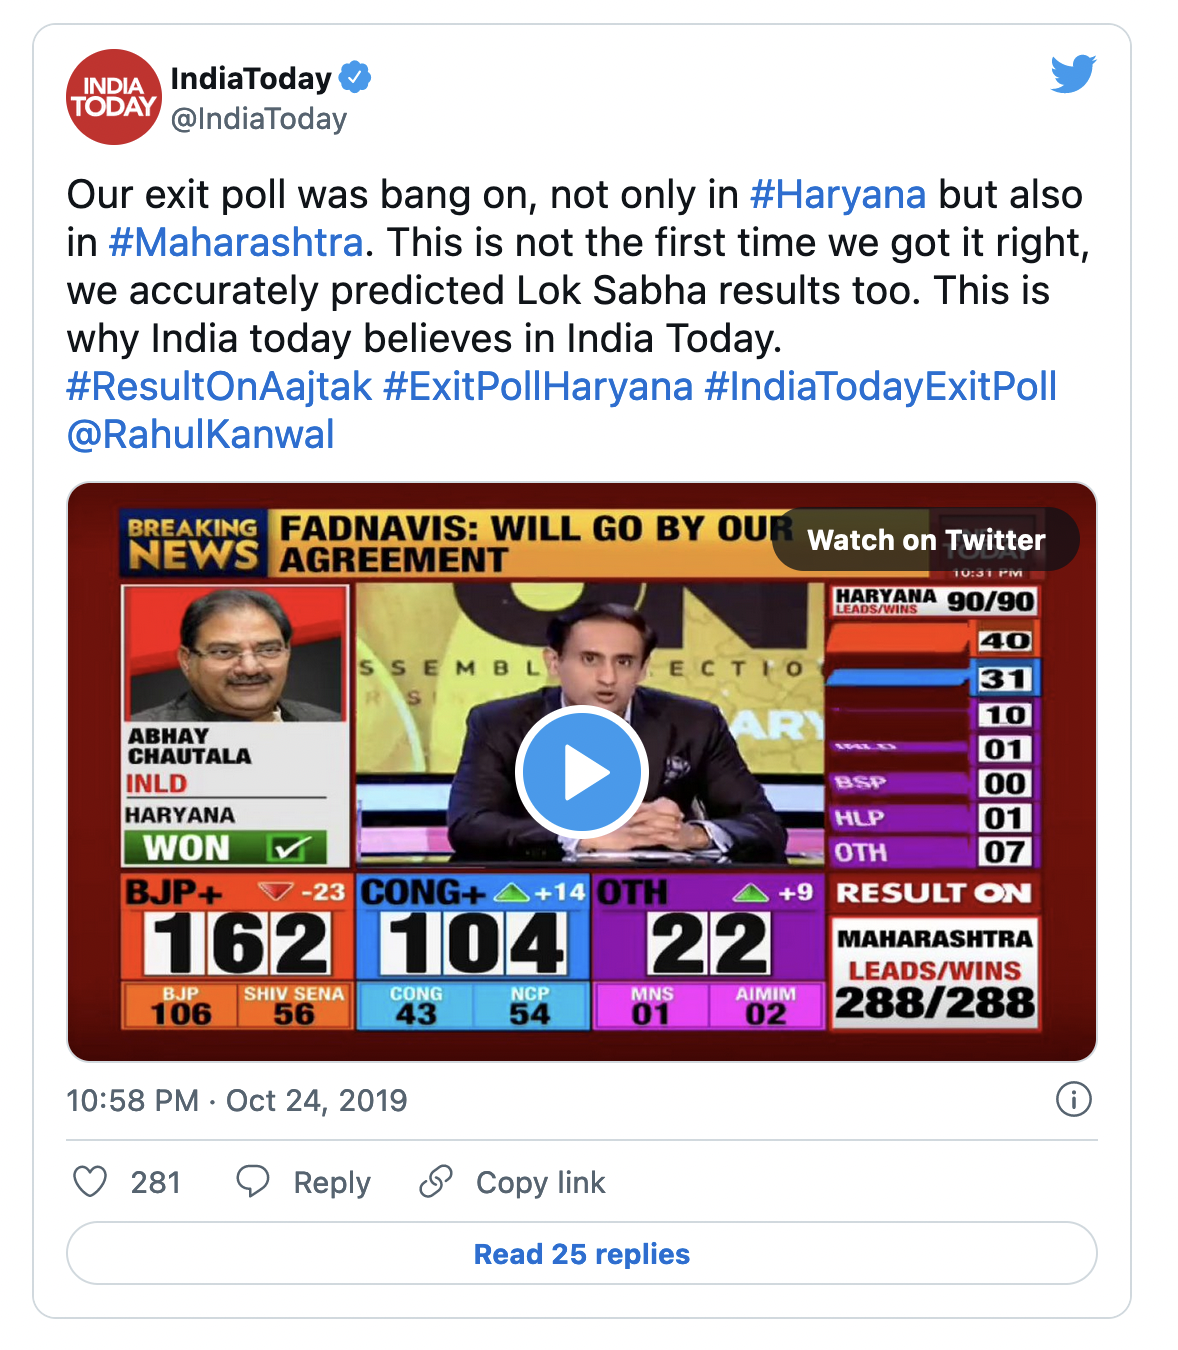 INDIA
TODAY
IndiaToday
@IndiaToday
Our exit poll was bang on, not only in #Haryana but also
in #Maharashtra. This is not the first time we got it right,
we accurately predicted Lok Sabha results too. This is
why India today believes in India Today.
#ResultOnAajtak #ExitPollHaryana #IndiaTodayExitPoll
@RahulKanwal
BREAKING
NEWS
FADNAVIS: WILL GO BY OUR
AGREEMENT
Watch on Twitter
TODAY
10:31 PM
ABHAY
CHAUTALA
INLD
HARYANA
WON
ON
SSEMBL ECTIO
ARY
HARYANA
LEADS/WINS
90/90
40
31
10
01
BSP 00
HLP 01
OTH 07
BJP+ -23
162
BJP
106
SHIV SENA
56
CONG+ +14
104
CONG
43
NCP
54
OTH +9
22
MNS
01
AIMIM
02
RESULT ON
MAHARASHTRA
LEADS/WINS
288/288
10:58 PM · Oct 24, 2019
281
Reply
Copy link
Read 25 replies